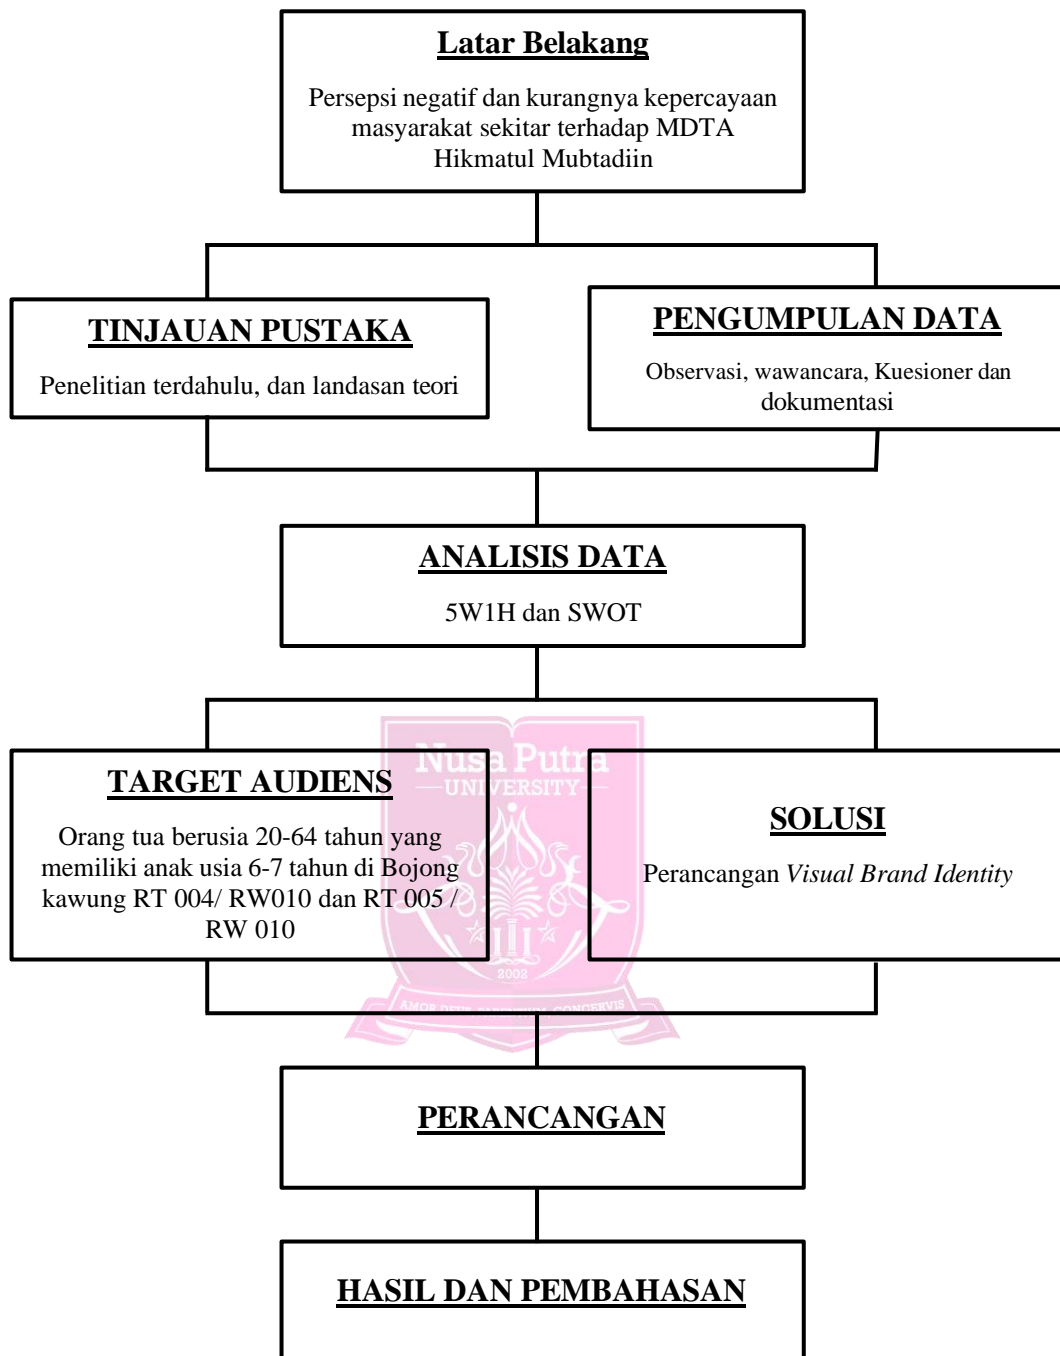 Latar Belakang
Persepsi negatif dan kurangnya kepercayaan
masyarakat sekitar terhadap MDTA
Hikmatul Mubtadiin
TINJAUAN PUSTAKA
Penelitian terdahulu, dan landasan teori
PENGUMPULAN DATA
Observasi, wawancara, Kuesioner dan
dokumentasi
ANALISIS DATA
5W1H dan SWOT
Nusa Putra
UNIVERSITY
TARGET AUDIENS
Orang tua berusia 20-64 tahun yang
memiliki anak usia 6-7 tahun di Bojong
kawung RT 004/ RW010 dan RT 005 /
RW 010
SOLUSI
Perancangan Visual Brand Identity
2002
AMOR DEUS
PERANCANGAN
HASIL DAN PEMBAHASAN